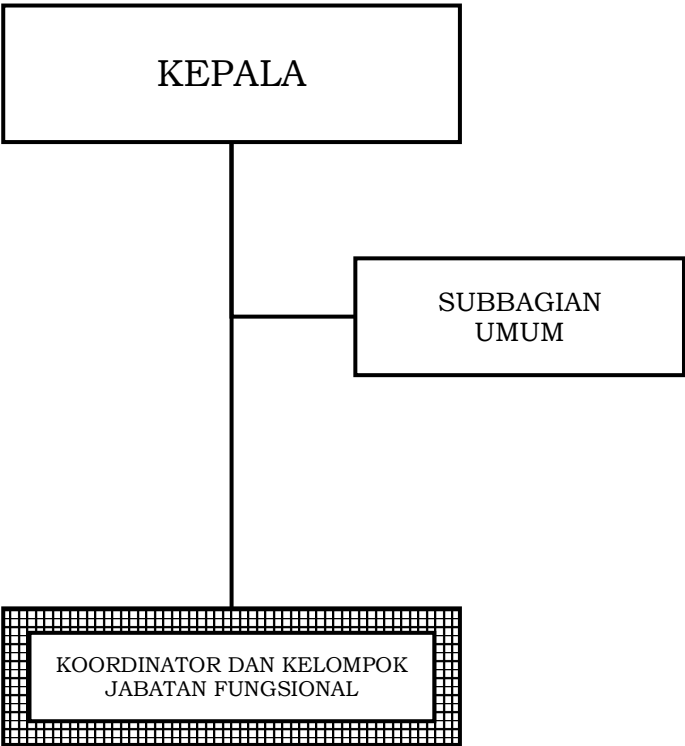 KEPALA
SUBBAGIAN
UMUM
KOORDINATOR DAN KELOMPOK
JABATAN FUNGSIONAL